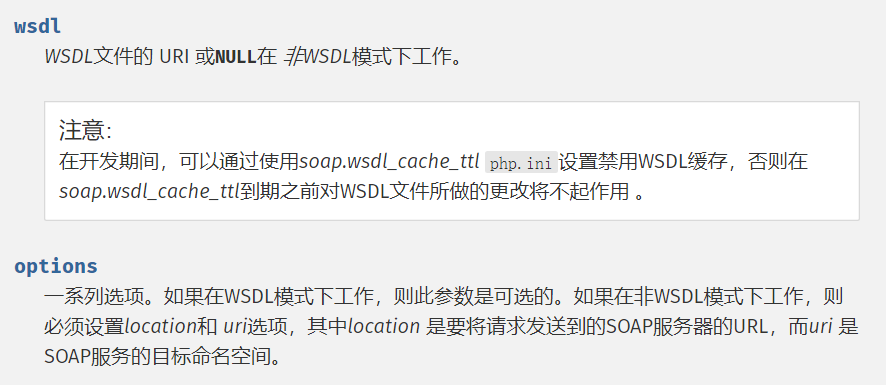 wsdl
WSDL文件的 URI 或NULL在 非WSDL模式下工作。
注意:
在开发期间，可以通过使用soap.wsdl_cache_ttl php.ini设置禁用WSDL缓存，否则在
soap.wsdl_cache_ttl到期之前对WSDL文件所做的更改将不起作用 。
options
一系列选项。如果在WSDL模式下工作，则此参数是可选的。如果在非WSDL模式下工作，则
必须设置location和 uri选项，其中location 是要将请求发送到的SOAP服务器的URL，而uri 是
SOAP服务的目标命名空间。